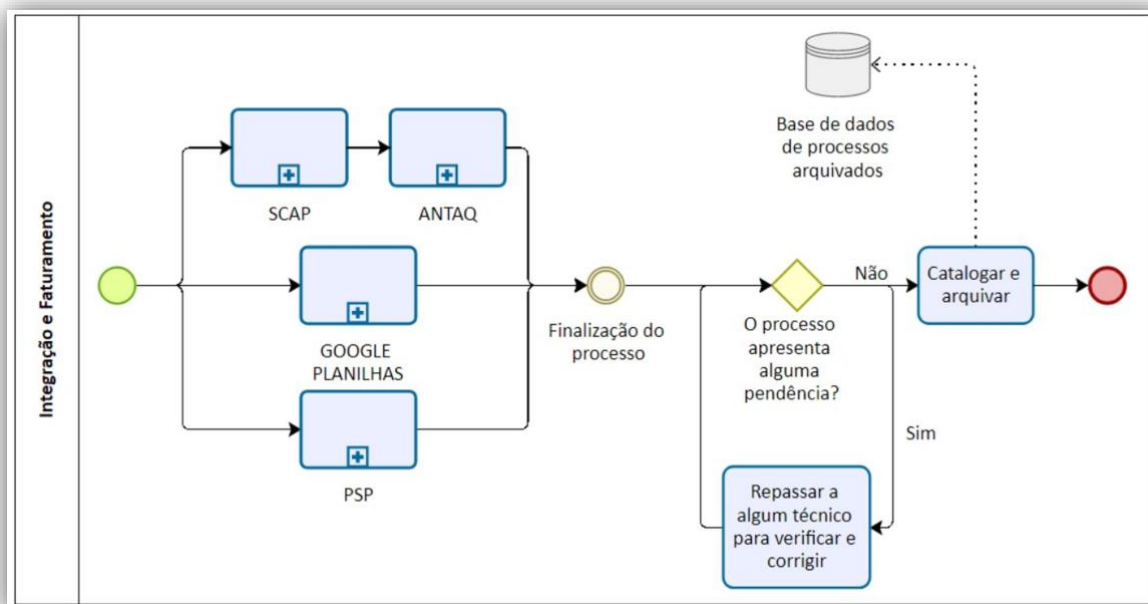 Integração e Faturamento
SCAP
ANTAQ
GOOGLE
PLANILHAS
PSP
Finalização do
processo
O processo
apresenta
alguma
pendência?
Não
Sim
Repassar a
algum técnico
para verificar e
corrigir
Catalogar e
arquivar
Base de dados
de processos
arquivados